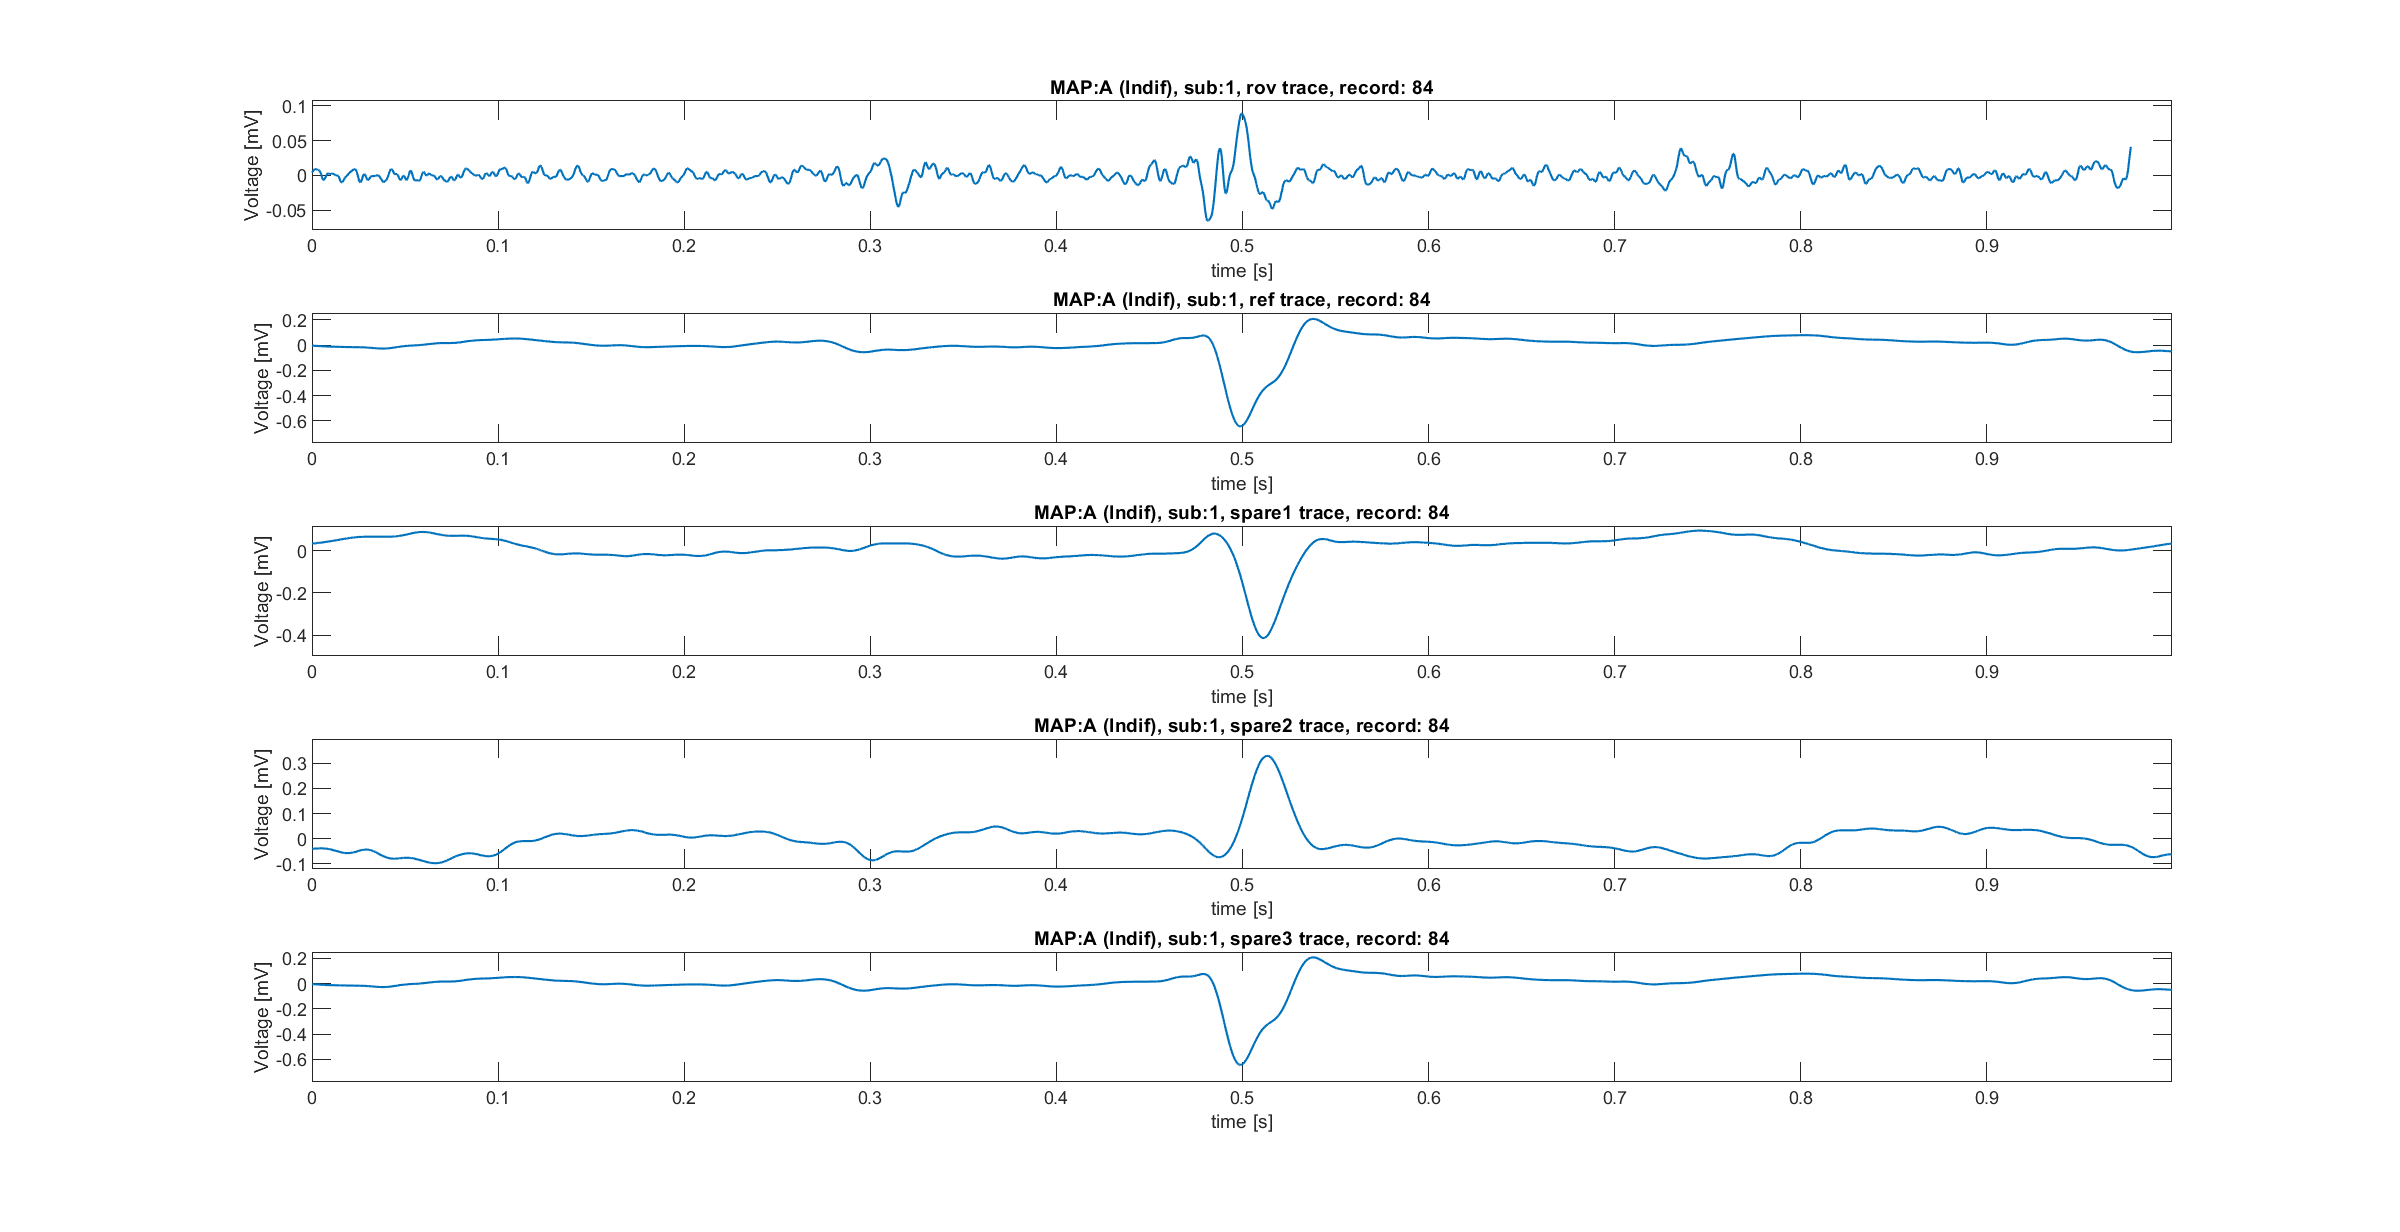 MAP:A (Indif), sub:1, rov trace, record: 84
Voltage [mV]
0.1
0.05
0
-0.05
0 0.1 0.2 0.3 0.4 0.5 0.6 0.7 0.8 0.9
time [s]
MAP:A (Indif), sub:1, ref trace, record: 84
Voltage [mV]
0.2
0
-0.2
-0.4
-0.6
0 0.1 0.2 0.3 0.4 0.5 0.6 0.7 0.8 0.9
time [s]
MAP:A (Indif), sub:1, spare1 trace, record: 84
Voltage [mV]
0
-0.2
-0.4
0 0.1 0.2 0.3 0.4 0.5 0.6 0.7 0.8 0.9
time [s]
MAP:A (Indif), sub:1, spare2 trace, record: 84
Voltage [mV]
0.3
0.2
0.1
0
-0.1
0 0.1 0.2 0.3 0.4 0.5 0.6 0.7 0.8 0.9
time [s]
MAP:A (Indif), sub:1, spare3 trace, record: 84
Voltage [mV]
0.2
0
-0.2
-0.4
-0.6
0 0.1 0.2 0.3 0.4 0.5 0.6 0.7 0.8 0.9
time [s]